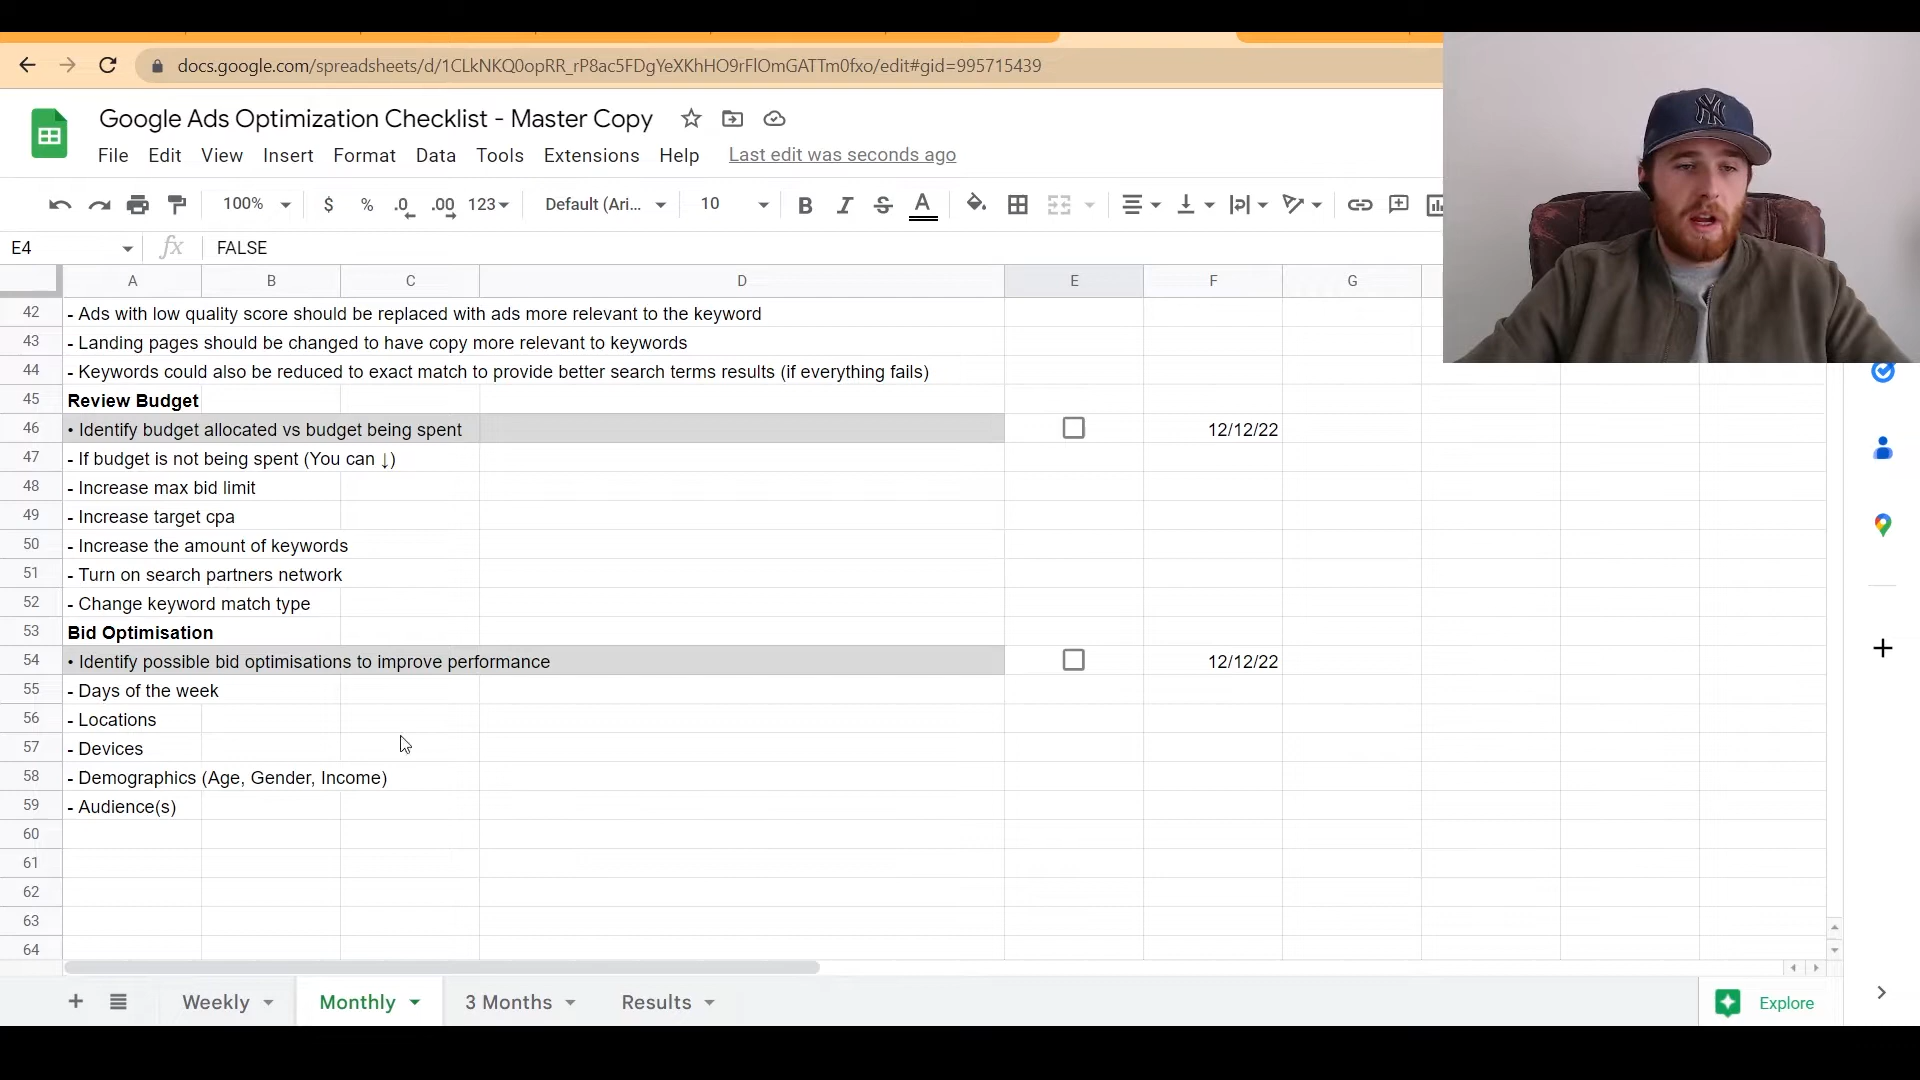 docs.google.com/spreadsheets/d/1CLkNKQ0opRR_rP8ac5FDgYeXKhHO9rFlOmGATTm0fxo/edit#gid=995715439
Google Ads Optimization Checklist - Master Copy
File Edit View Insert Format Data Tools Extensions Help Last edit was seconds ago
100% $ % .0 .00 123 Default (Ari... 10 B I S A
E4 fx FALSE
A B C D E F G
42 - Ads with low quality score should be replaced with ads more relevant to the keyword
43 - Landing pages should be changed to have copy more relevant to keywords
44 - Keywords could also be reduced to exact match to provide better search terms results (if everything fails)
45 Review Budget
46 • Identify budget allocated vs budget being spent 12/12/22
47 - If budget is not being spent (You can ↓)
48 - Increase max bid limit
49 - Increase target cpa
50 - Increase the amount of keywords
51 - Turn on search partners network
52 - Change keyword match type
53 Bid Optimisation
54 • Identify possible bid optimisations to improve performance 12/12/22
55 - Days of the week
56 - Locations
57 - Devices
58 - Demographics (Age, Gender, Income)
59 - Audience(s)
60
61
62
63
64
Weekly Monthly 3 Months Results Explore
NY